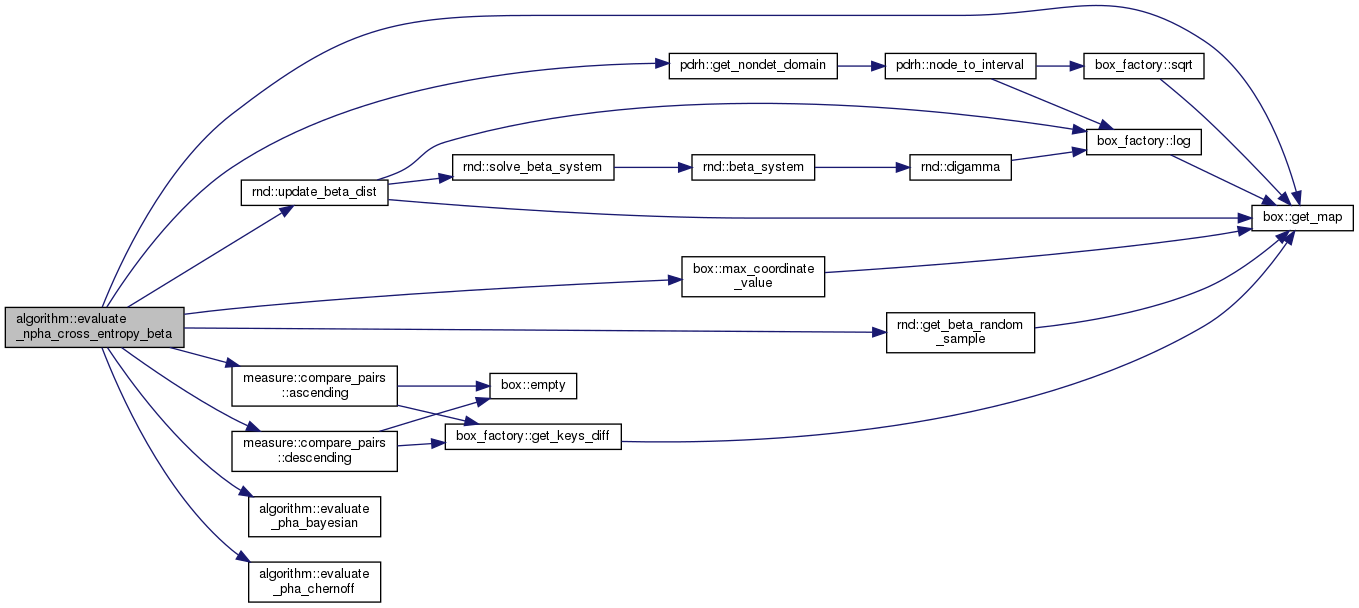 pdrh::get_nondet_domain
pdrh::node_to_interval
box_factory::sqrt
box_factory::log
rnd::solve_beta_system
rnd::beta_system
rnd::digamma
rnd::update_beta_dist
box::get_map
box::max_coordinate
_value
algorithm::evaluate
_npha_cross_entropy_beta
rnd::get_beta_random
_sample
measure::compare_pairs
::ascending
box::empty
measure::compare_pairs
::descending
box_factory::get_keys_diff
algorithm::evaluate
_pha_bayesian
algorithm::evaluate
_pha_chernoff